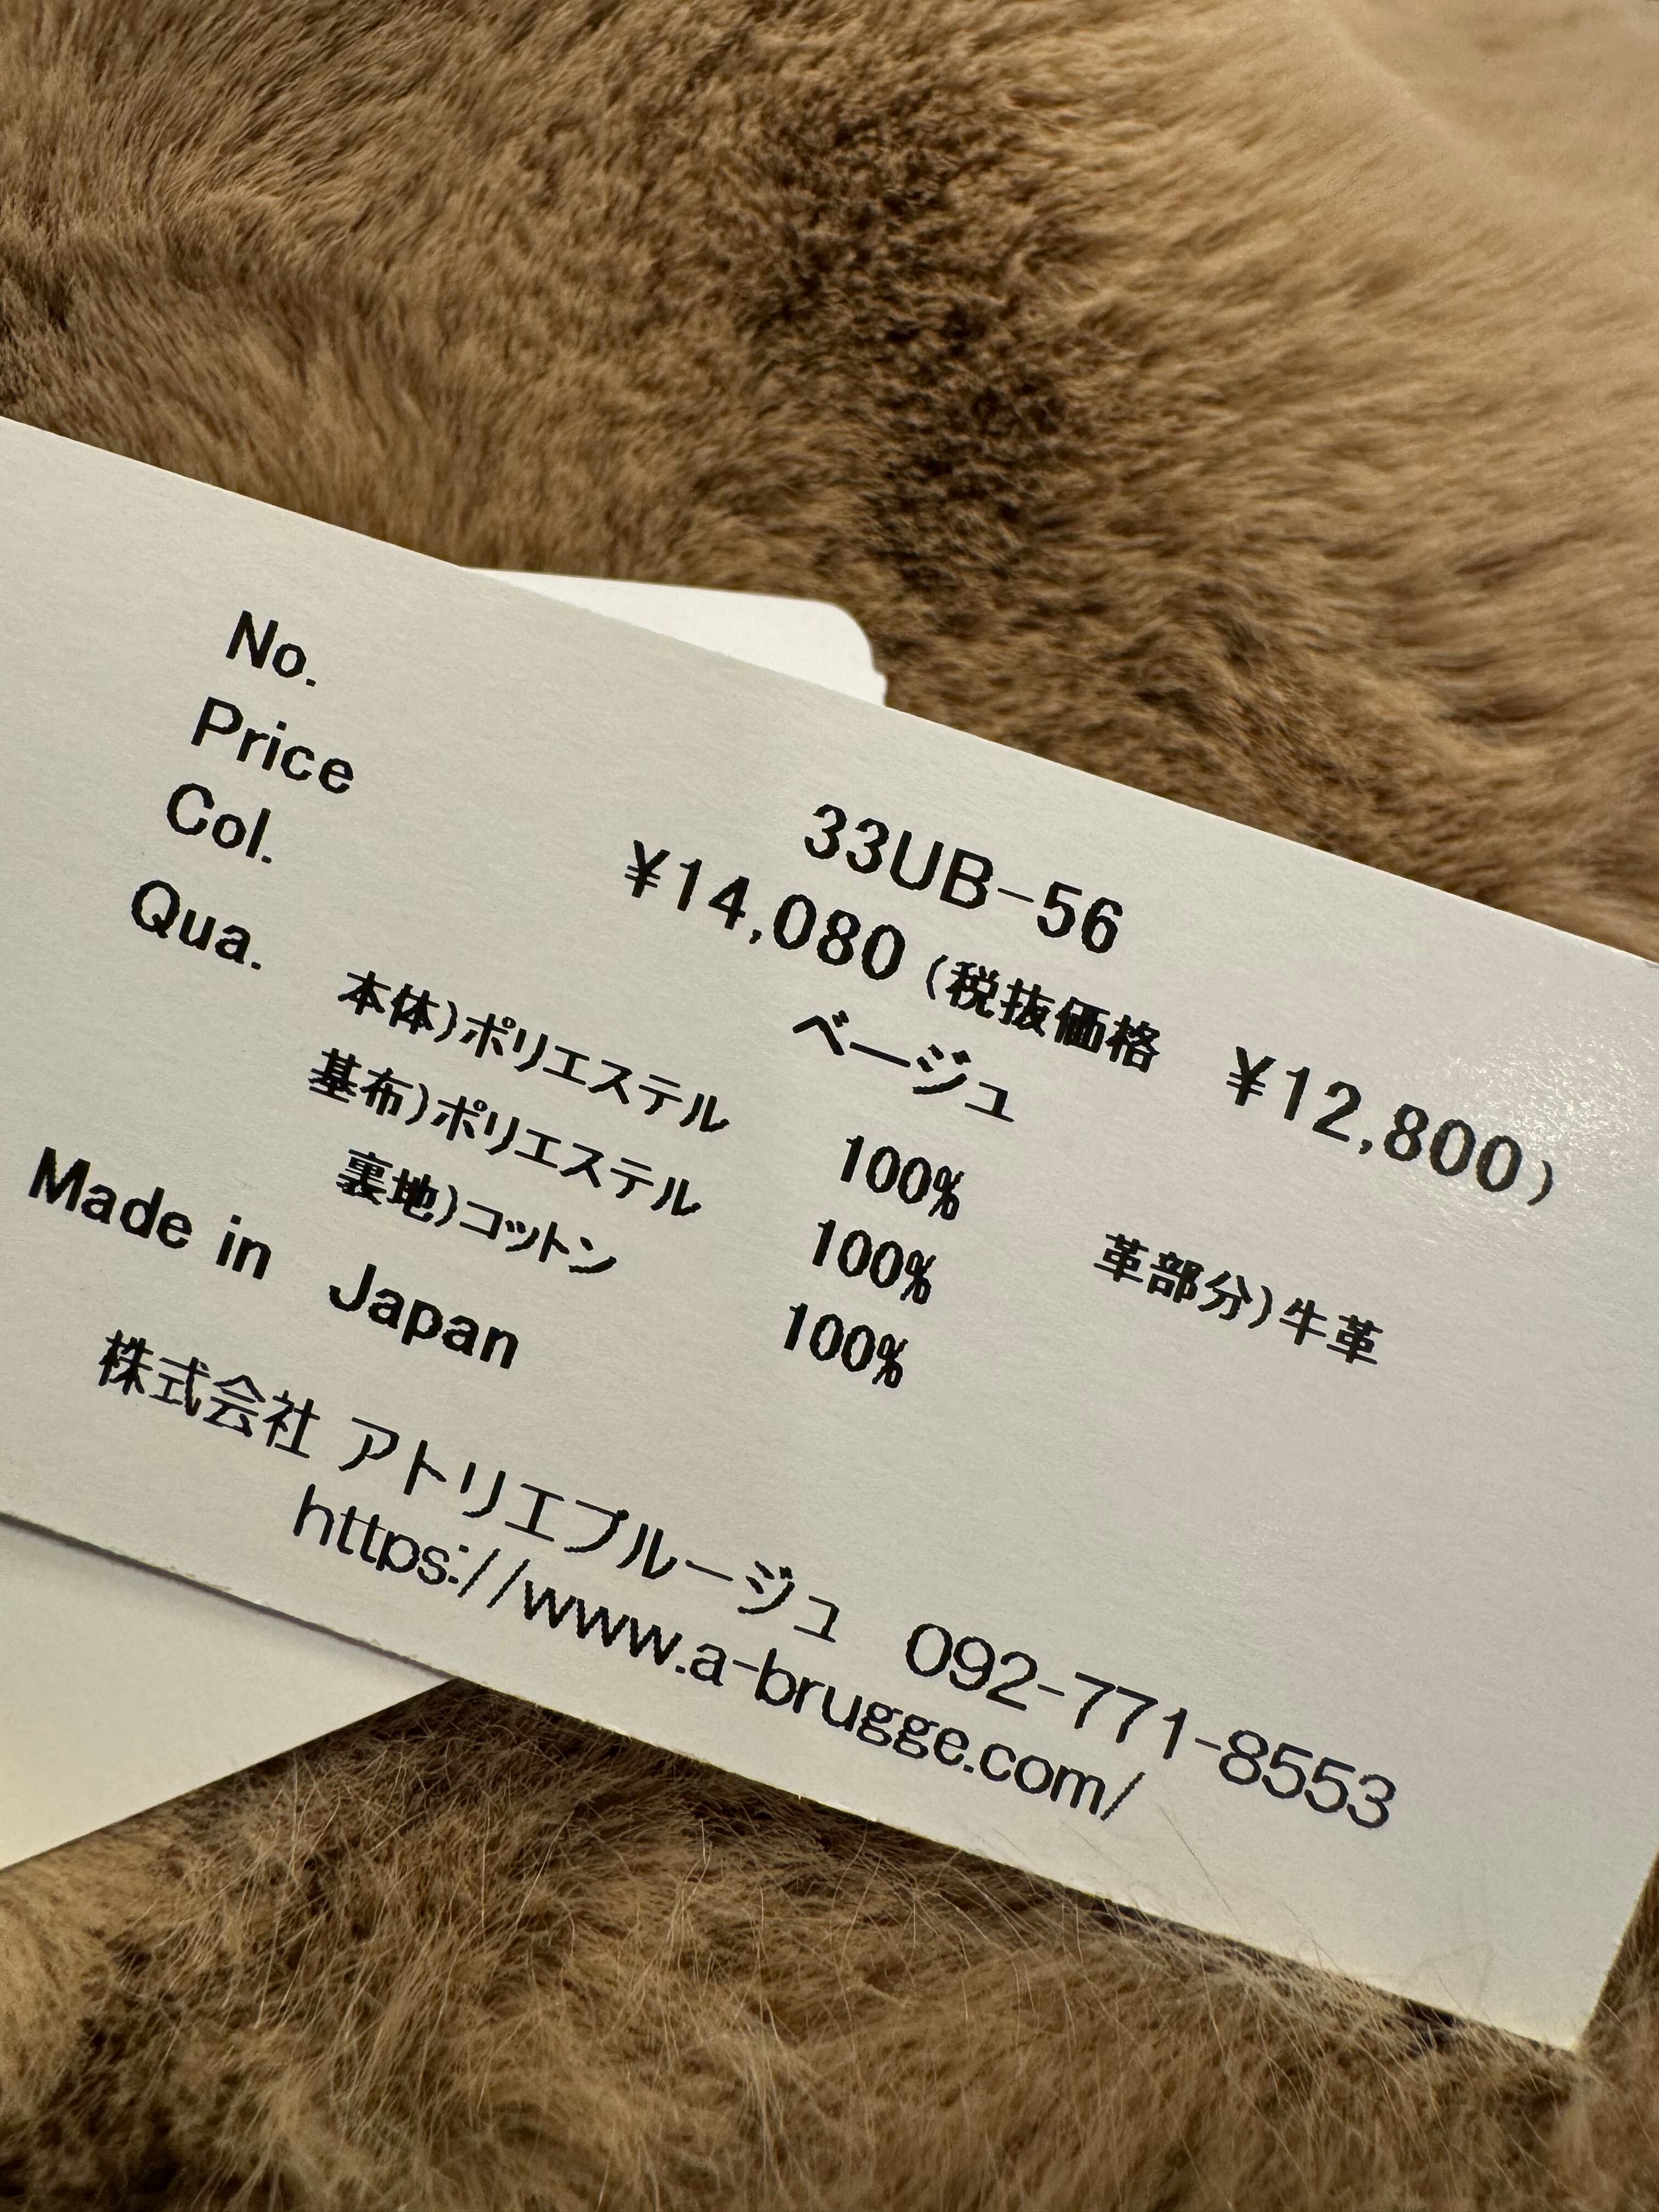 No. 33UB-56
Price ¥14,080 (税抜価格 ¥12,800)
Col. ベージュ
Qua. 本体)ポリエステル 100% 革部分)牛革
基布)ポリエステル 100%
裏地)コットン 100%
Made in Japan
株式会社 アトリエブルージュ 092-771-8553
https://www.a-brugge.com/